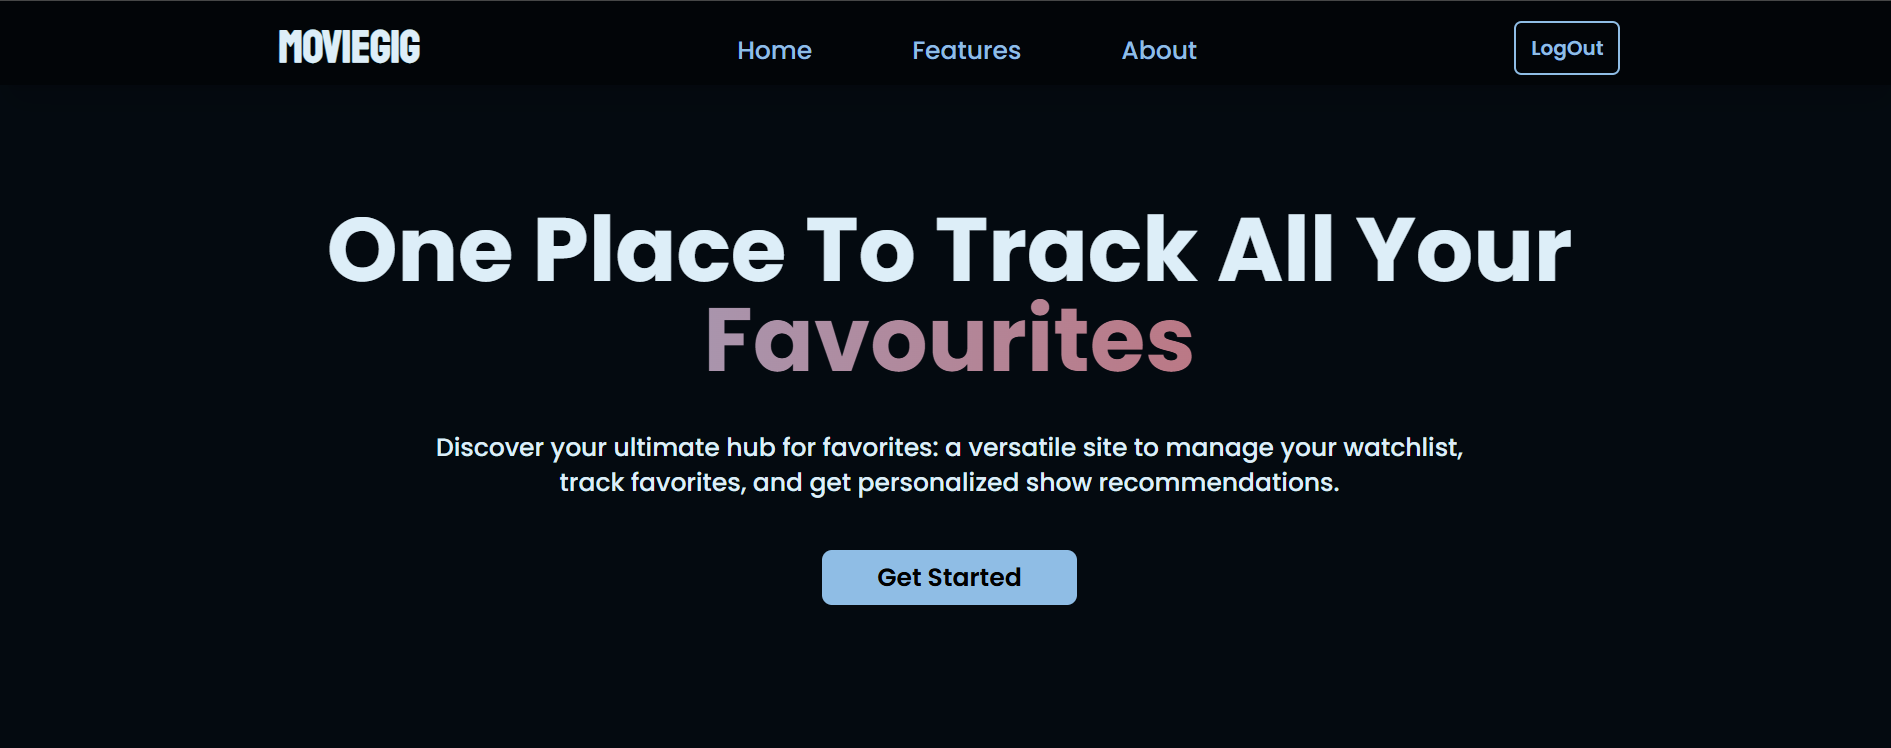 MOVIEGIG
Home Features About
LogOut
One Place To Track All Your
Favourites
Discover your ultimate hub for favorites: a versatile site to manage your watchlist,
track favorites, and get personalized show recommendations.
Get Started